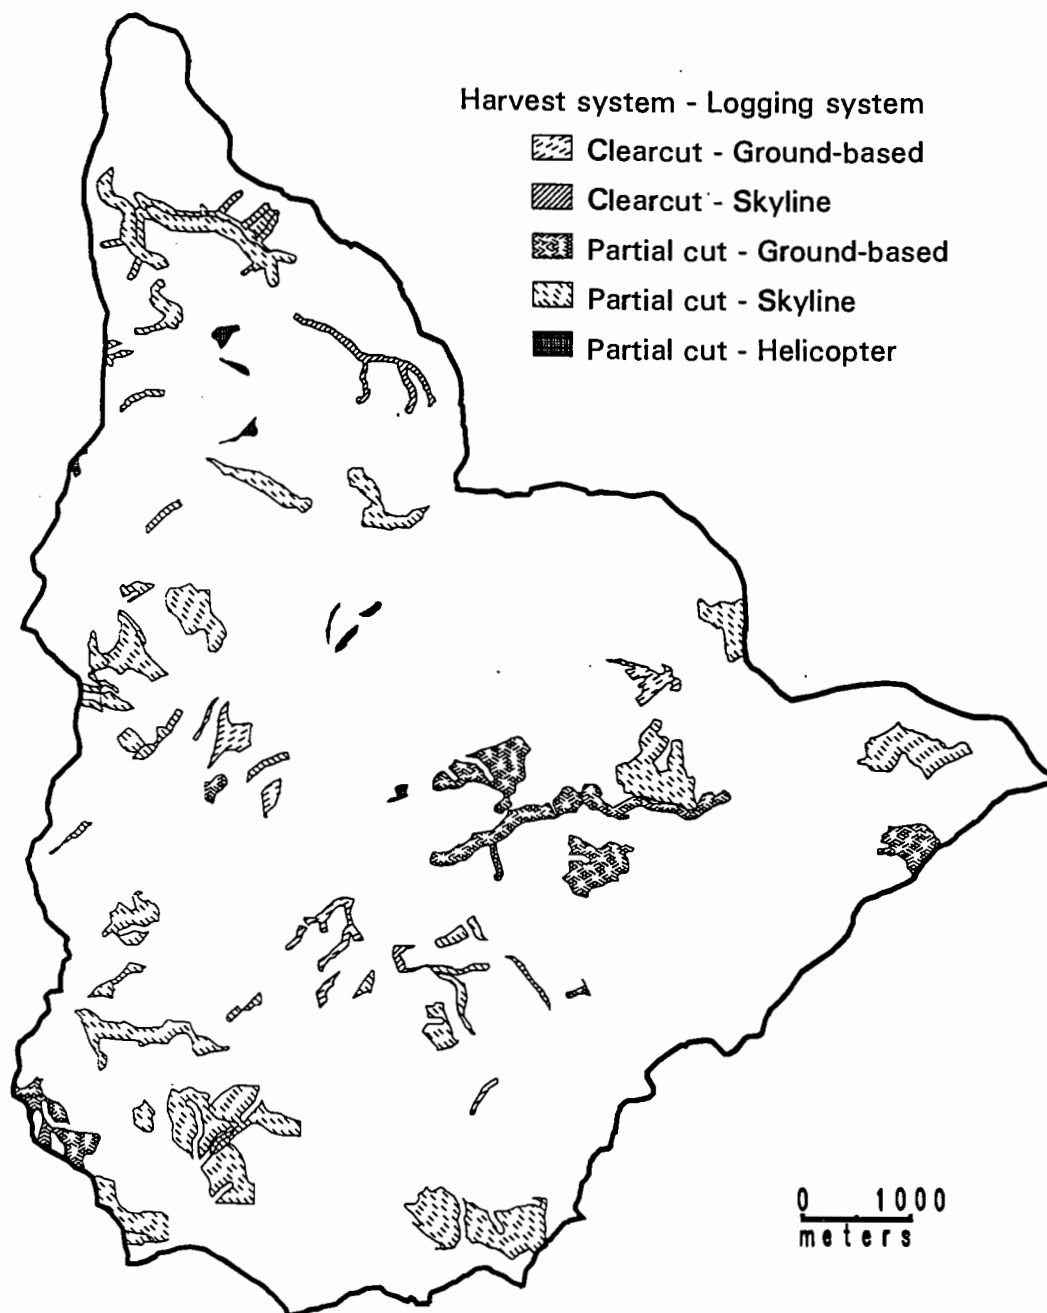 Harvest system - Logging system
Clearcut - Ground-based
Clearcut - Skyline
Partial cut - Ground-based
Partial cut - Skyline
Partial cut - Helicopter
0 1000
meters